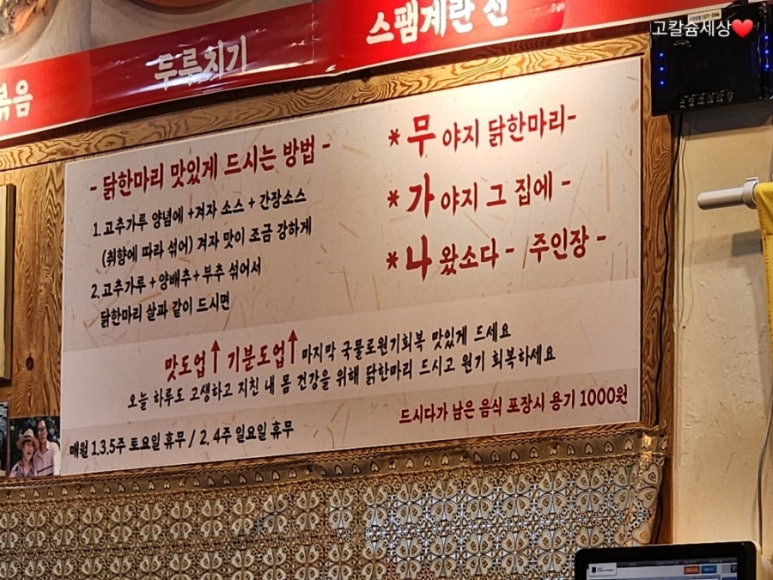 고칼슘세상❤️
스팸계란 전
두루치기
볶음
- 닭한마리 맛있게 드시는 방법 -
1. 고추가루 양념에 +겨자 소스 + 간장소스
(취향에 따라 섞어) 겨자 맛이 조금 강하게
2. 고추가루 + 양배추 + 부추 섞어서
닭한마리 살과 같이 드시면
* 무 야지 닭한마리-
* 가 야지 그 집에 -
* 나 왔소다 - 주인장 -
맛도업↑ 기분도업↑ 마지막 국물로원기회복 맛있게 드세요
오늘 하루도 고생하고 지친 내 몸 건강을 위해 닭한마리 드시고 원기 회복하세요
드시다가 남은 음식 포장시 용기 1000원
매월 1.3.5주 토요일 휴무 / 2. 4주 일요일 휴무